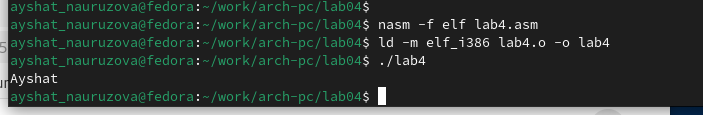 ayshat_nauruzova@fedora:~/work/arch-pc/lab04$
ayshat_nauruzova@fedora:~/work/arch-pc/lab04$ nasm -f elf lab4.asm
ayshat_nauruzova@fedora:~/work/arch-pc/lab04$ ld -m elf_i386 lab4.o -o lab4
ayshat_nauruzova@fedora:~/work/arch-pc/lab04$ ./lab4
Ayshat
ayshat_nauruzova@fedora:~/work/arch-pc/lab04$